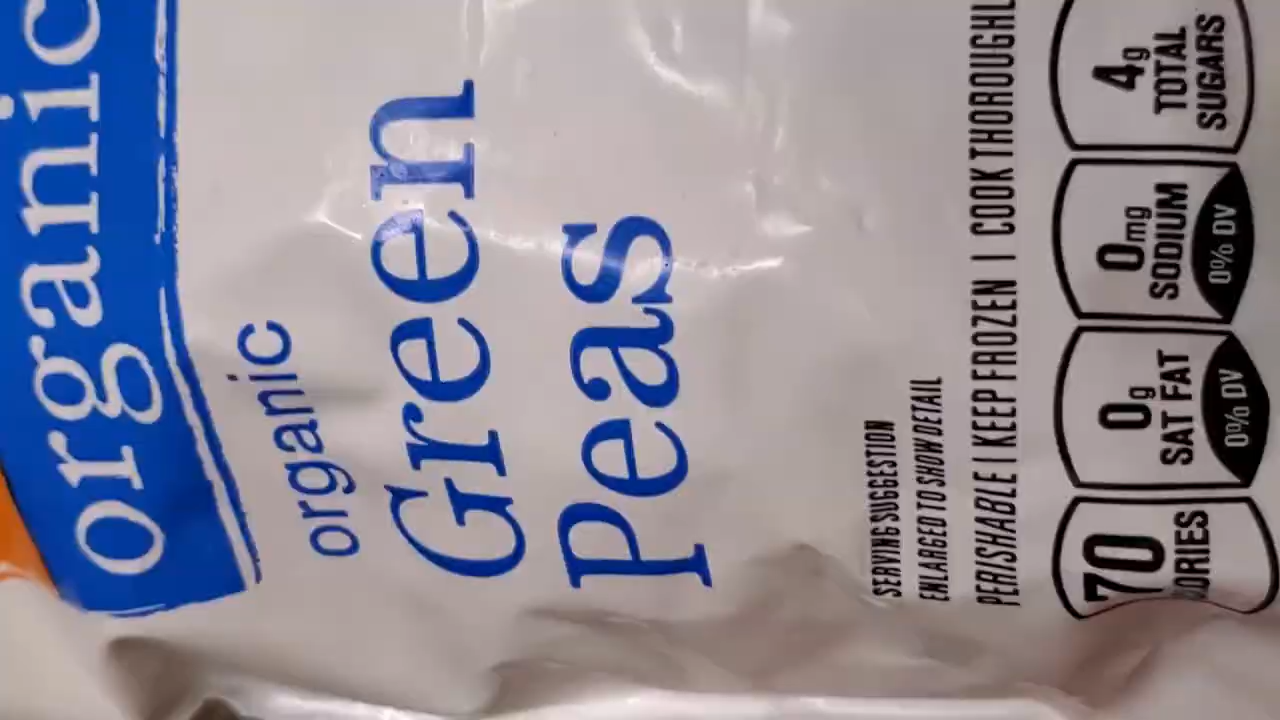 organic
organic
Green
Peas
SERVING SUGGESTION
ENLARGED TO SHOW DETAIL
PERISHABLE | KEEP FROZEN | COOK THOROUGHL
70
ORIES
0g
SAT FAT
0% DV
0mg
SODIUM
0% DV
4g
TOTAL
SUGARS